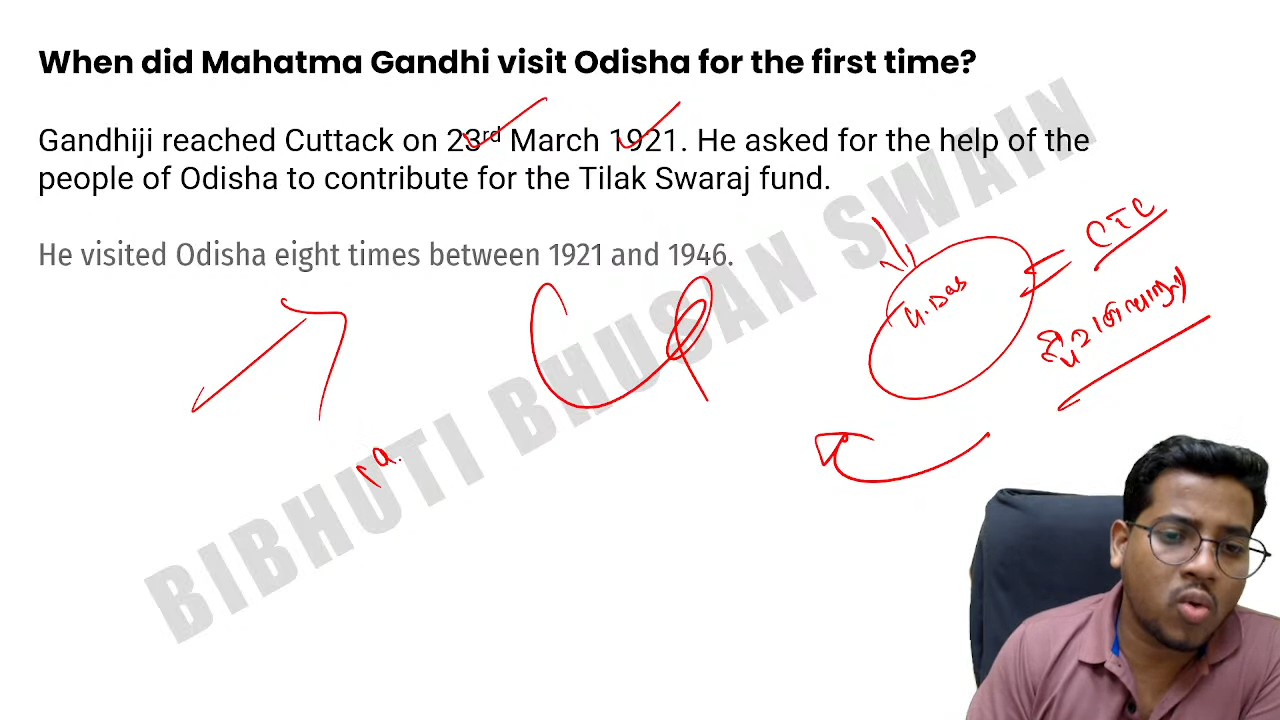 When did Mahatma Gandhi visit Odisha for the first time?
Gandhiji reached Cuttack on 23rd March 1921. He asked for the help of the
people of Odisha to contribute for the Tilak Swaraj fund.
He visited Odisha eight times between 1921 and 1946.
BIBHUTI BHUSAN SWAIN
CTC
G.Das